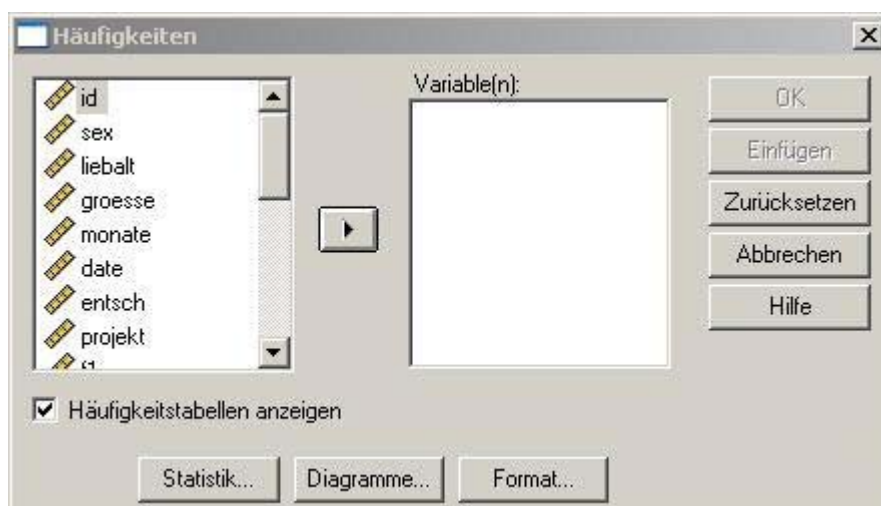 Häufigkeiten
id
sex
liebalt
groesse
monate
date
entsch
projekt
Variable(n):
OK
Einfügen
Zurücksetzen
Abbrechen
Hilfe
Häufigkeitstabellen anzeigen
Statistik...
Diagramme...
Format...